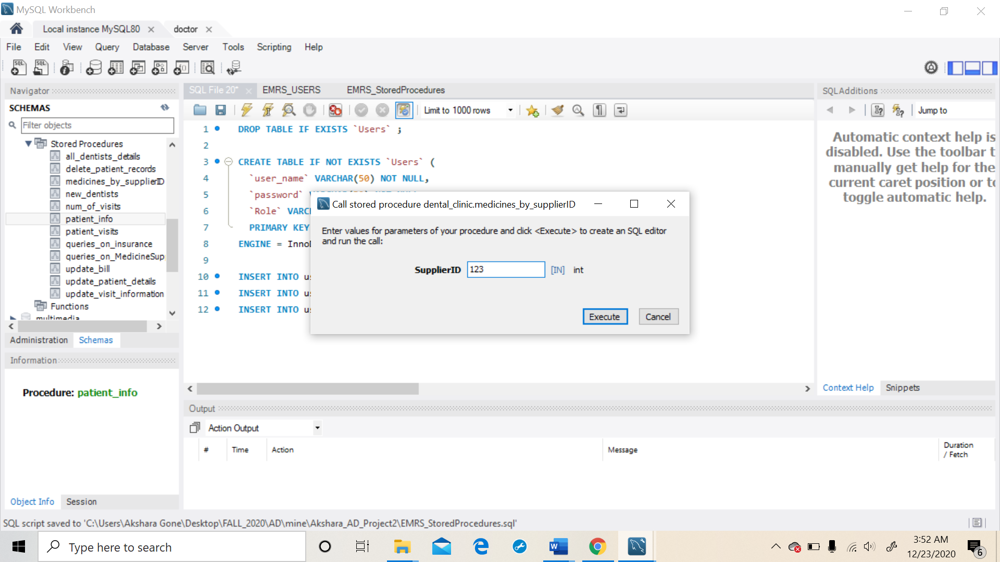 MySQL Workbench
Local instance MySQL80
doctor
File Edit View Query Database Server Tools Scripting Help
Navigator
SCHEMAS
Filter objects
Stored Procedures
all_dentists_details
delete_patient_records
medicines_by_supplierID
new_dentists
num_of_visits
patient_info
patient_visits
queries_on_insurance
queries_on_MedicineSup
update_bill
update_patient_details
update_visit_information
Functions
multimedia
Administration Schemas
Information
Procedure: patient_info
Object Info Session
SQL File 20* EMRS_USERS EMRS_StoredProcedures
Limit to 1000 rows
1 DROP TABLE IF EXISTS `Users` ;
2
3 CREATE TABLE IF NOT EXISTS `Users` (
4 `user_name` VARCHAR(50) NOT NULL,
5 `password`
6 `Role` VARC
7 PRIMARY KEY
8 ENGINE = Inno
9
10 INSERT INTO us
11 INSERT INTO us
12 INSERT INTO us
Call stored procedure dental_clinic.medicines_by_supplierID
Enter values for parameters of your procedure and click <Execute> to create an SQL editor
and run the call:
SupplierID 123 [IN] int
Execute Cancel
SQLAdditions
Jump to
Automatic context help is
disabled. Use the toolbar t
manually get help for the
current caret position or to
toggle automatic help.
Context Help Snippets
Output
Action Output
# Time Action Message Duration
/ Fetch
SQL script saved to 'C:\Users\Akshara Gone\Desktop\FALL_2020\AD\mine\Akshara_AD_Project2\EMRS_StoredProcedures.sql'
Type here to search
3:52 AM
12/23/2020
6